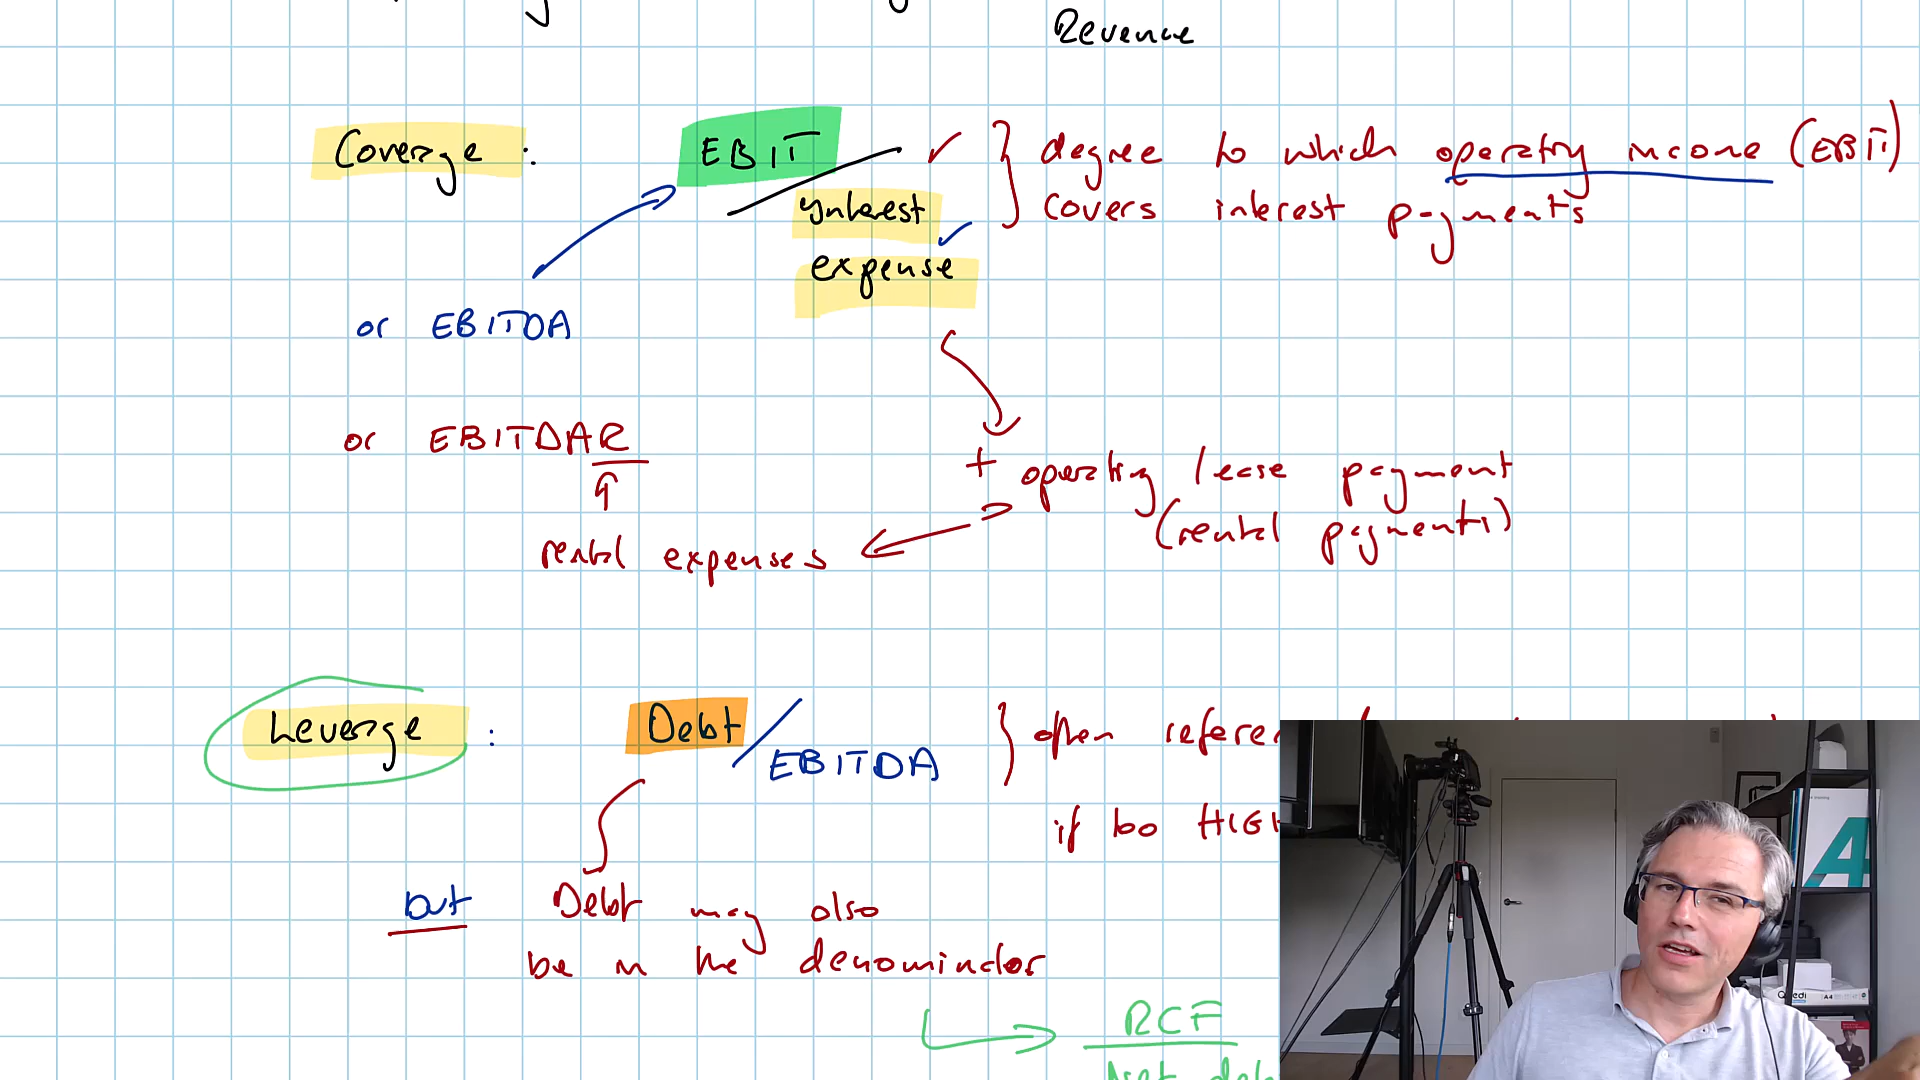 Revenue
Coverage : EBIT / Interest expense
degree to which operating income (EBIT)
covers interest payments
or EBITDA
or EBITDAR
rental expenses
+ operating lease payment
(rental payments)
Leverage : Debt / EBITDA
often
if too
but Debt may also
be in the denominator
RCF
A